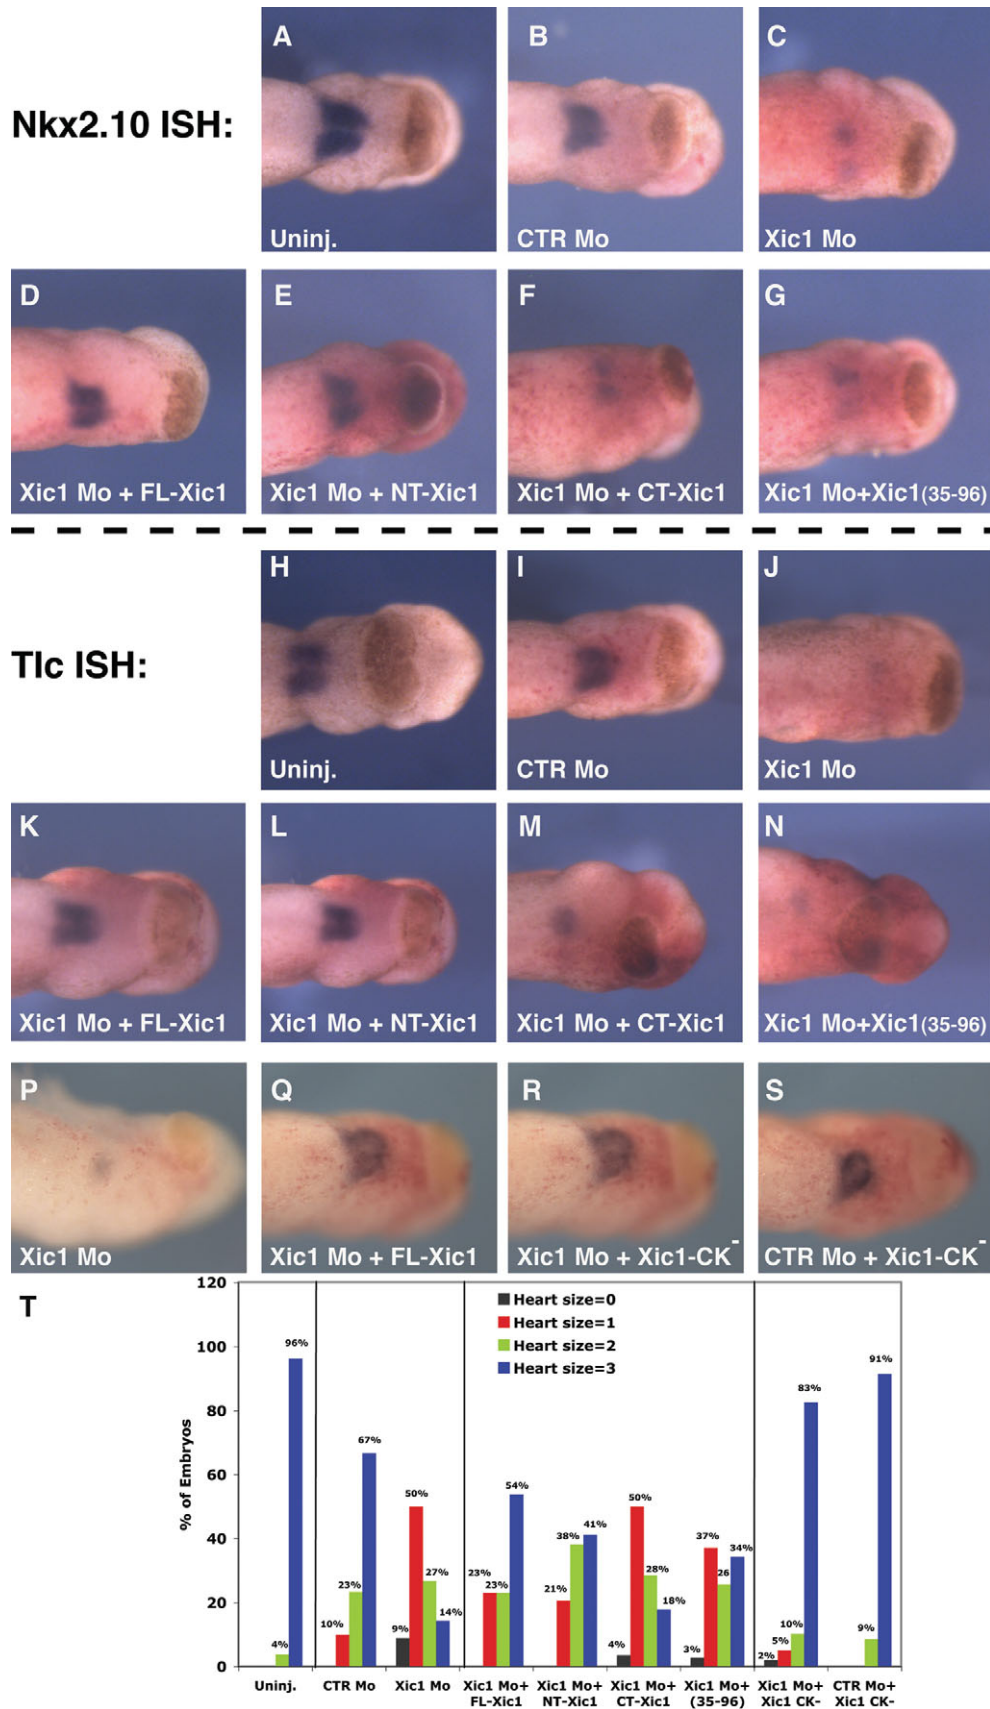 A
B
C
Nkx2.10 ISH:
Uninj.
CTR Mo
Xic1 Mo
D
E
F
G
Xic1 Mo + FL-Xic1
Xic1 Mo + NT-Xic1
Xic1 Mo + CT-Xic1
Xic1 Mo+Xic1(35-96)
H
I
J
Tlc ISH:
Uninj.
CTR Mo
Xic1 Mo
K
L
M
N
Xic1 Mo + FL-Xic1
Xic1 Mo + NT-Xic1
Xic1 Mo + CT-Xic1
Xic1 Mo+Xic1(35-96)
P
Q
R
S
Xic1 Mo
Xic1 Mo + FL-Xic1
Xic1 Mo + Xic1-CK-
CTR Mo + Xic1-CK-
T
% of Embryos
120
100
80
60
40
20
0
Heart size=0
Heart size=1
Heart size=2
Heart size=3
4%
96%
10%
23%
67%
9%
50%
27%
14%
23%
23%
54%
21%
38%
41%
4%
50%
28%
18%
3%
37%
26
34%
2%
5%
10%
83%
9%
91%
Uninj.
CTR Mo
Xic1 Mo
Xic1 Mo+
FL-Xic1
Xic1 Mo+
NT-Xic1
Xic1 Mo+
CT-Xic1
Xic1 Mo+
(35-96)
Xic1 Mo+
Xic1 CK-
CTR Mo+
Xic1 CK-